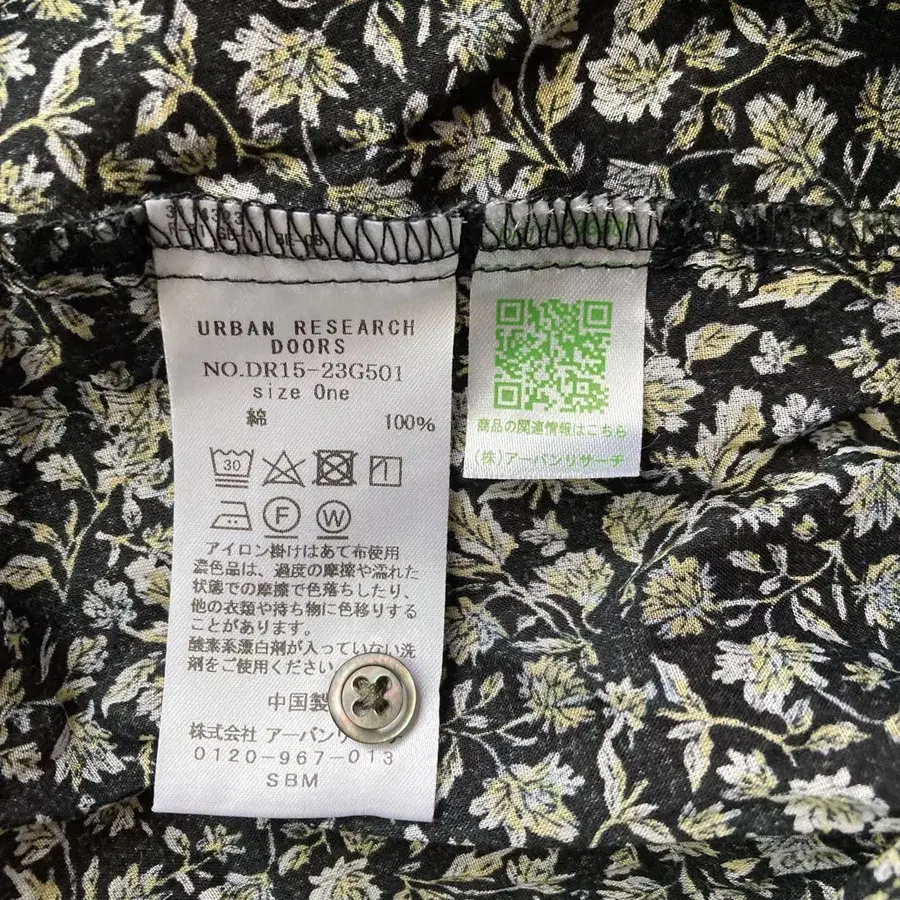 URBAN RESEARCH
DOORS
NO.DR15-23G501
size One
綿 100%
30
F W
アイロン掛けはあて布使用
濃色品は、過度の摩擦や濡れた
状態での摩擦で色落ちしたり、
他の衣類や持ち物に色移りする
ことがあります。
酸素系漂白剤が入っていない洗
剤をご使用ください
中国製
株式会社 アーバンリ
0120-967-013
SBM
商品の関連情報はこちら
(株)アーバンリサーチ